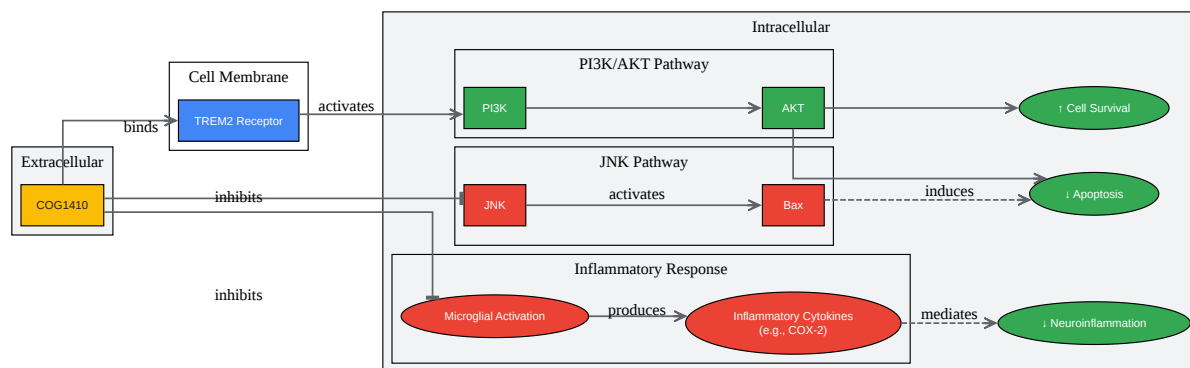 Intracellular
PI3K/AKT Pathway
Cell Membrane
TREM2 Receptor
activates
PI3K
AKT
↑ Cell Survival
binds
Extracellular
COG1410
JNK Pathway
inhibits
JNK
activates
Bax
induces
↓ Apoptosis
Inflammatory Response
inhibits
Microglial Activation
produces
Inflammatory Cytokines
(e.g., COX-2)
mediates
↓ Neuroinflammation